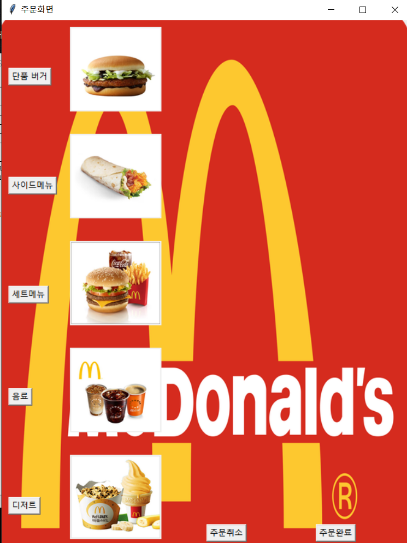 주문화면
단품 버거
사이드메뉴
세트메뉴
음료
McDonald's
®
디저트
주문취소
주문완료